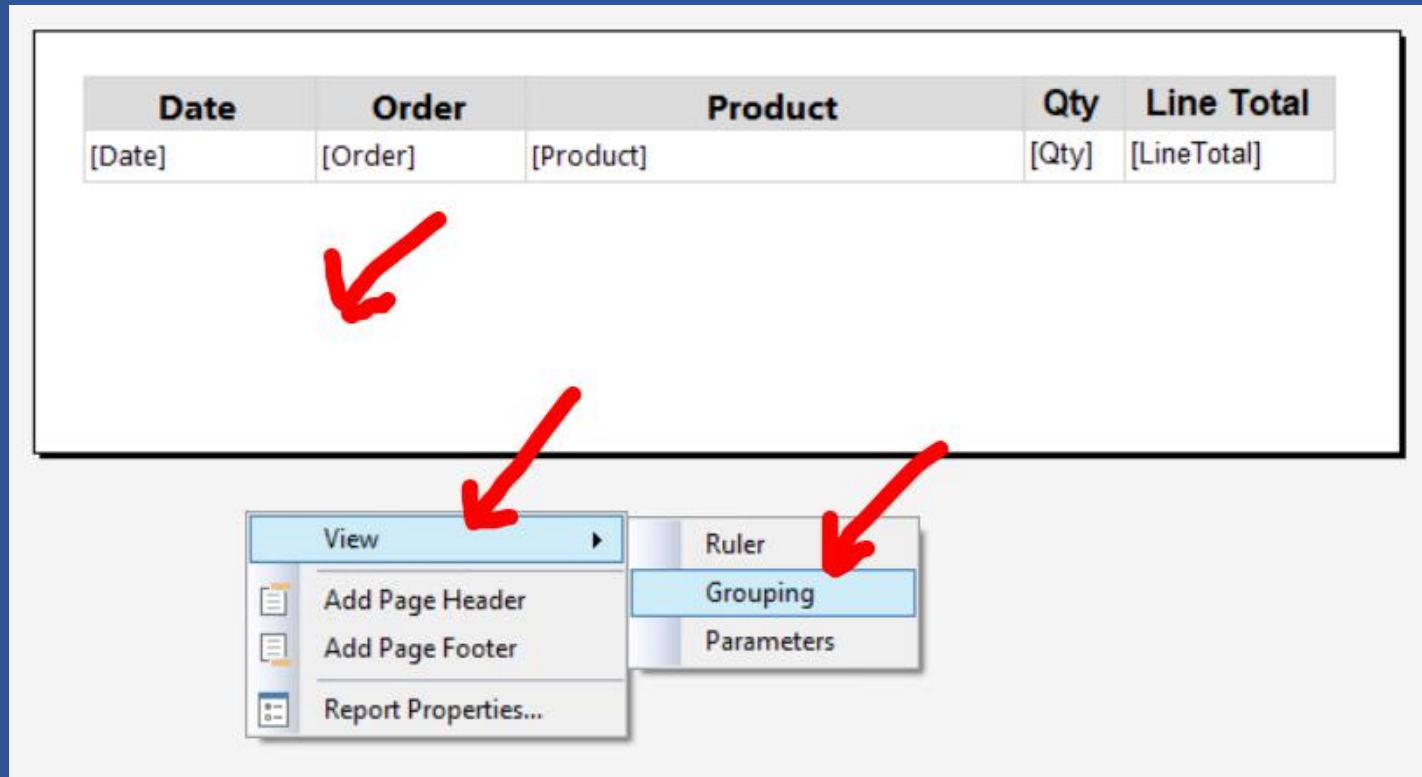 Date Order Product Qty Line Total
[Date] [Order] [Product] [Qty] [LineTotal]
View
Add Page Header
Add Page Footer
Report Properties...
Ruler
Grouping
Parameters